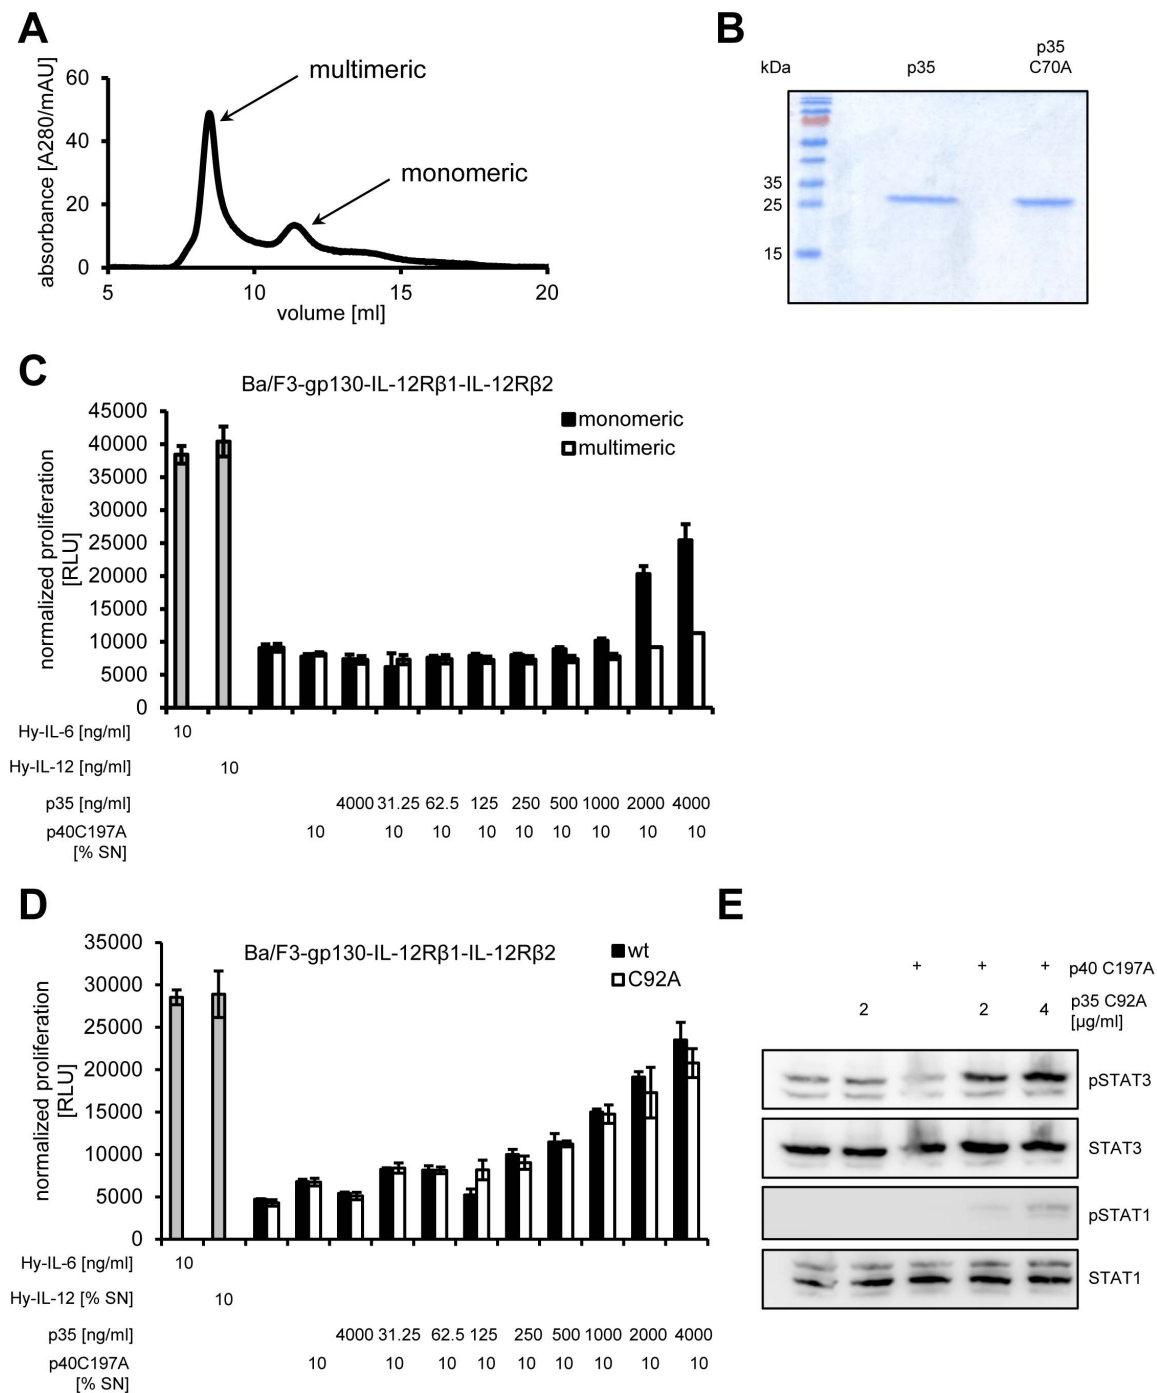 A
absorbance [A280/mAU]
60
40
20
0
multimeric
monomeric
5 10 15 20
volume [ml]
B
kDa p35 p35 C70A
35
25
15
C
Ba/F3-gp130-IL-12Rβ1-IL-12Rβ2
normalized proliferation
[RLU]
45000
40000
35000
30000
25000
20000
15000
10000
5000
0
monomeric
multimeric
Hy-IL-6 [ng/ml] 10
Hy-IL-12 [ng/ml] 10
p35 [ng/ml] 4000 31.25 62.5 125 250 500 1000 2000 4000
p40C197A 10 10 10 10 10 10 10 10 10
[% SN]
D
Ba/F3-gp130-IL-12Rβ1-IL-12Rβ2
normalized proliferation
[RLU]
35000
30000
25000
20000
15000
10000
5000
0
wt
C92A
Hy-IL-6 [ng/ml] 10
Hy-IL-12 [% SN] 10
p35 [ng/ml] 4000 31.25 62.5 125 250 500 1000 2000 4000
p40C197A 10 10 10 10 10 10 10 10 10
[% SN]
E
+ + + p40 C197A
2 2 4 p35 C92A
[µg/ml]
pSTAT3
STAT3
pSTAT1
STAT1